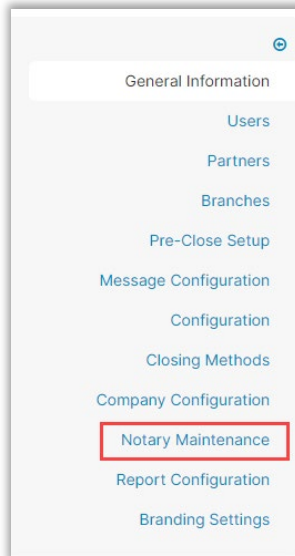 General Information
Users
Partners
Branches
Pre-Close Setup
Message Configuration
Configuration
Closing Methods
Company Configuration
Notary Maintenance
Report Configuration
Branding Settings